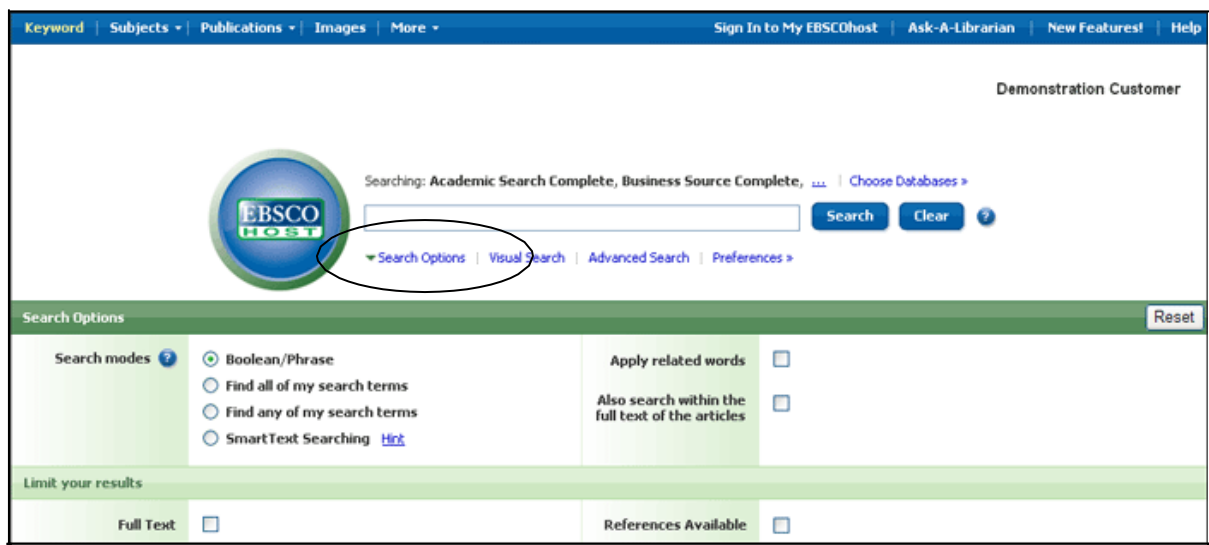 Keyword | Subjects | Publications | Images | More Sign In to My EBSCOhost | Ask-A-Librarian | New Features! | Help
Demonstration Customer
Searching: Academic Search Complete, Business Source Complete, ... | Choose Databases »
EBSCO
HOST
Search Clear ?
Search Options | Visual Search | Advanced Search | Preferences »
Search Options Reset
Search modes ? Boolean/Phrase Apply related words
Find all of my search terms
Find any of my search terms Also search within the
full text of the articles
SmartText Searching Hint
Limit your results
Full Text References Available